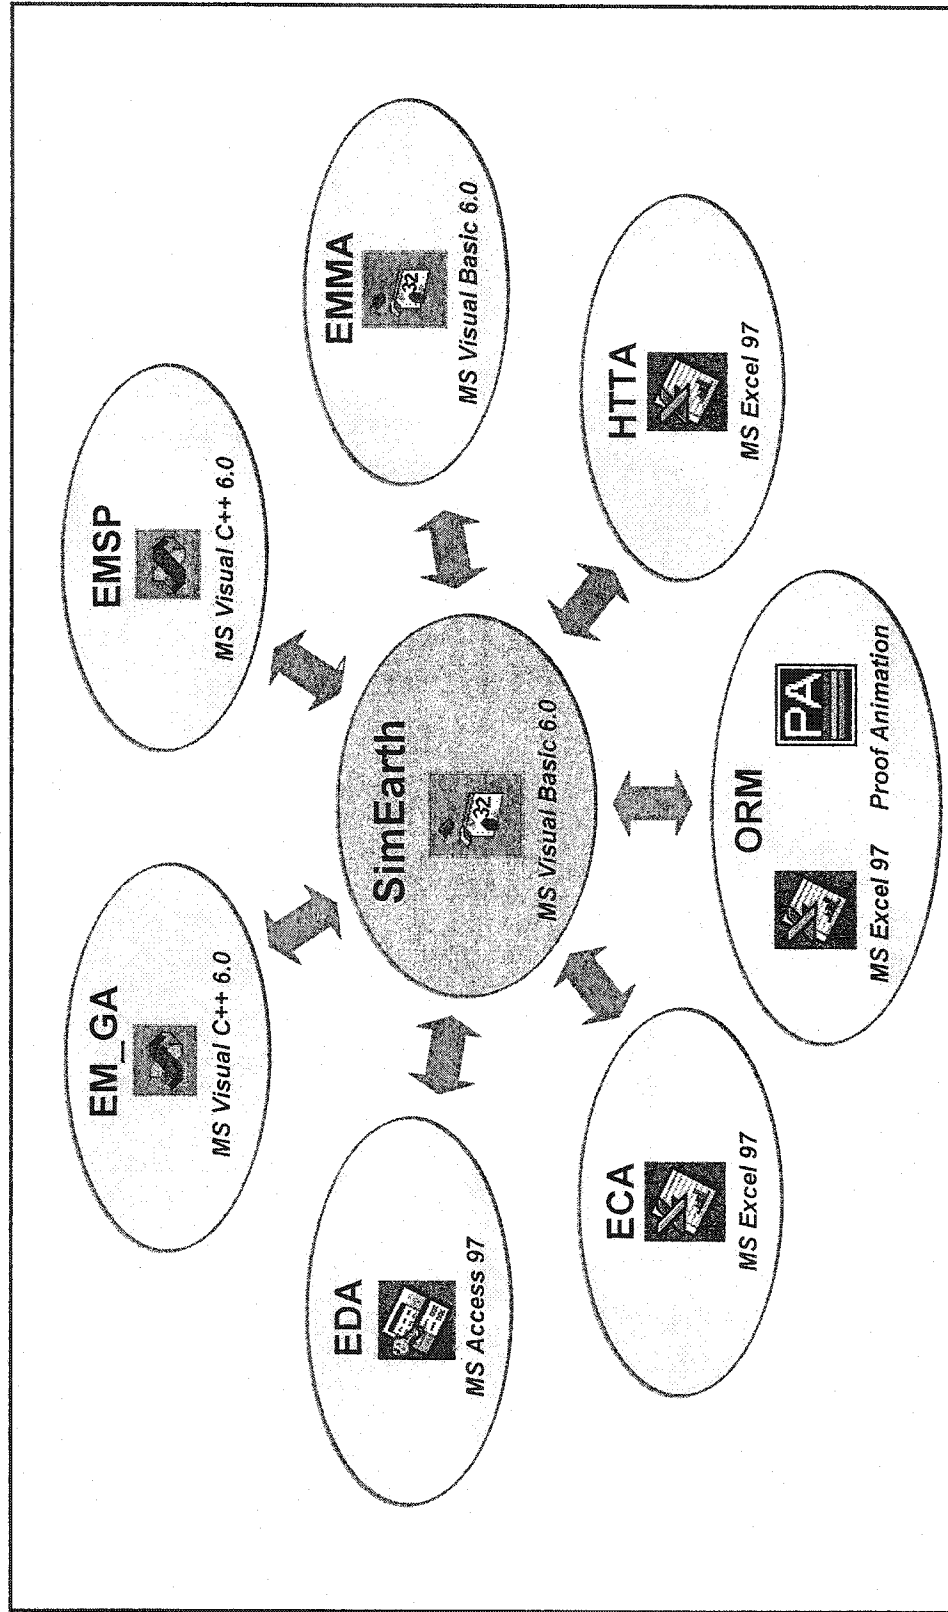 EM_GA
MS Visual C++ 6.0
EMSP
MS Visual C++ 6.0
EDA
MS Access 97
SimEarth
32
MS Visual Basic 6.0
EMMA
32
MS Visual Basic 6.0
ECA
MS Excel 97
HTTA
MS Excel 97
ORM
PA
MS Excel 97
Proof Animation